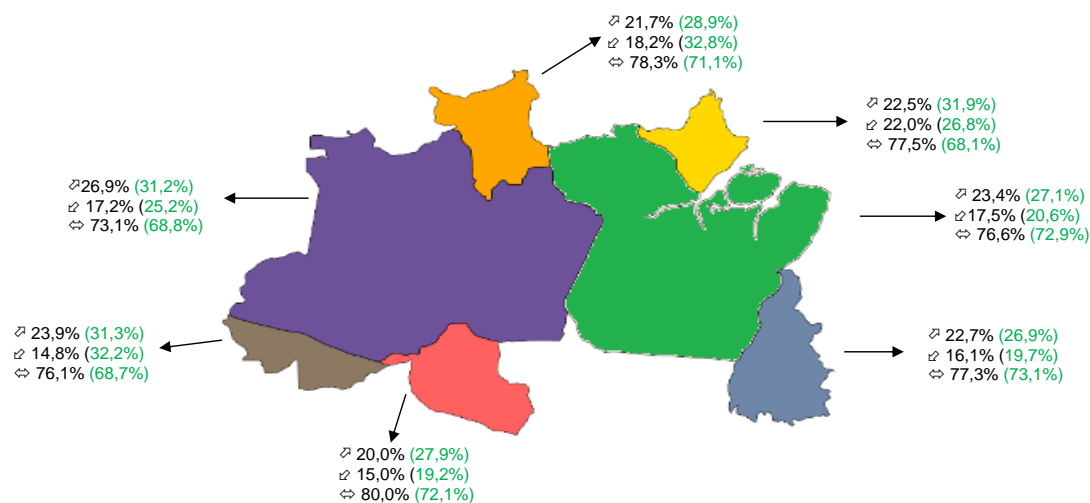 ⬀ 21,7% (28,9%)
⬃ 18,2% (32,8%)
⬄ 78,3% (71,1%)
⬀ 22,5% (31,9%)
⬃ 22,0% (26,8%)
⬄ 77,5% (68,1%)
⬀26,9% (31,2%)
⬃ 17,2% (25,2%)
⬄ 73,1% (68,8%)
⬀ 23,4% (27,1%)
⬃17,5% (20,6%)
⬄ 76,6% (72,9%)
⬀ 23,9% (31,3%)
⬃ 14,8% (32,2%)
⬄ 76,1% (68,7%)
⬀ 22,7% (26,9%)
⬃ 16,1% (19,7%)
⬄ 77,3% (73,1%)
⬀ 20,0% (27,9%)
⬃ 15,0% (19,2%)
⬄ 80,0% (72,1%)